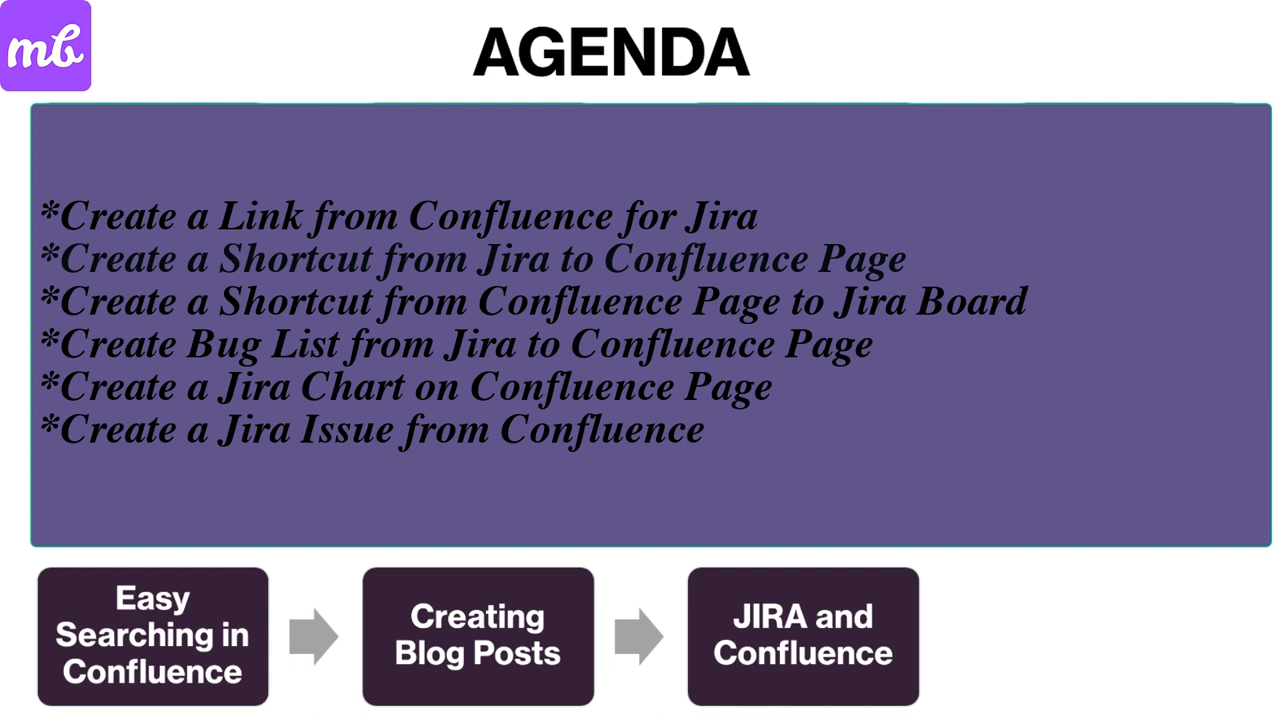 mb
AGENDA
*Create a Link from Confluence for Jira
*Create a Shortcut from Jira to Confluence Page
*Create a Shortcut from Confluence Page to Jira Board
*Create Bug List from Jira to Confluence Page
*Create a Jira Chart on Confluence Page
*Create a Jira Issue from Confluence
Easy
Searching in
Confluence
Creating
Blog Posts
JIRA and
Confluence